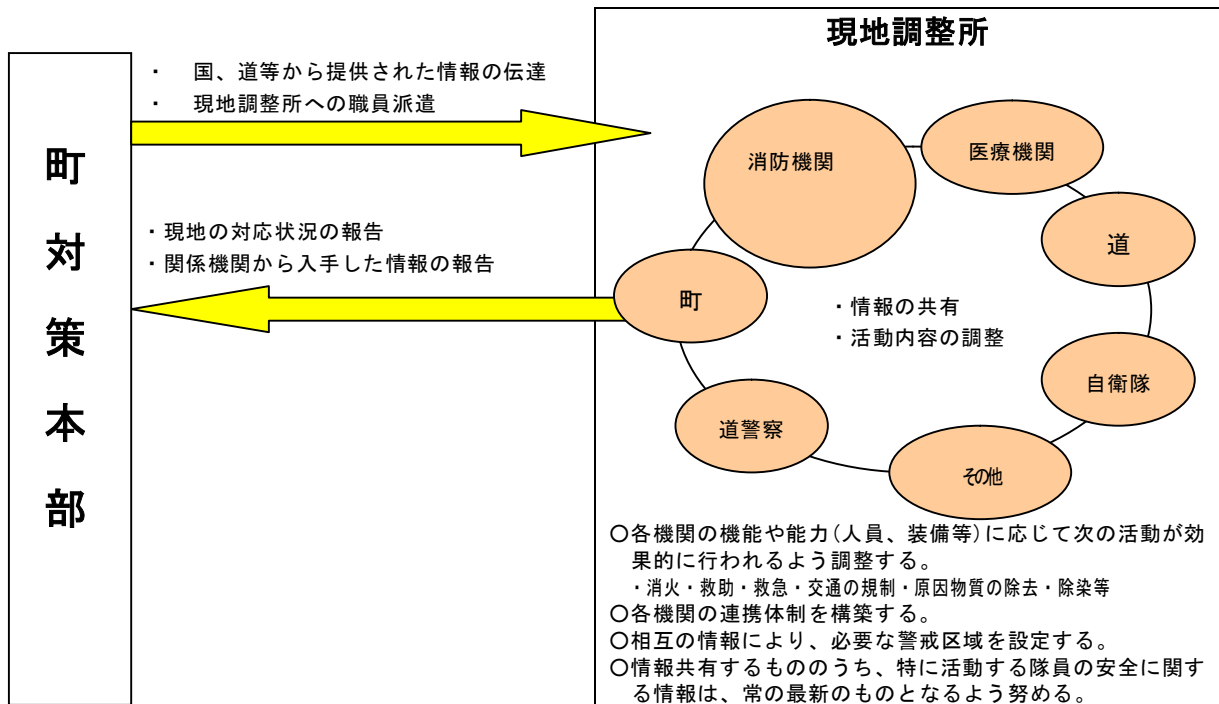 現地調整所
・　国、道等から提供された情報の伝達
・　現地調整所への職員派遣
町対策本部
・現地の対応状況の報告
・関係機関から入手した情報の報告
消防機関
医療機関
道
町
・情報の共有
・活動内容の調整
自衛隊
道警察
その他
〇各機関の機能や能力(人員、装備等)に応じて次の活動が効
果的に行われるよう調整する。
・消火・救助・救急・交通の規制・原因物質の除去・除染等
〇各機関の連携体制を構築する。
〇相互の情報により、必要な警戒区域を設定する。
〇情報共有するもののうち、特に活動する隊員の安全に関す
る情報は、常の最新のものとなるよう努める。